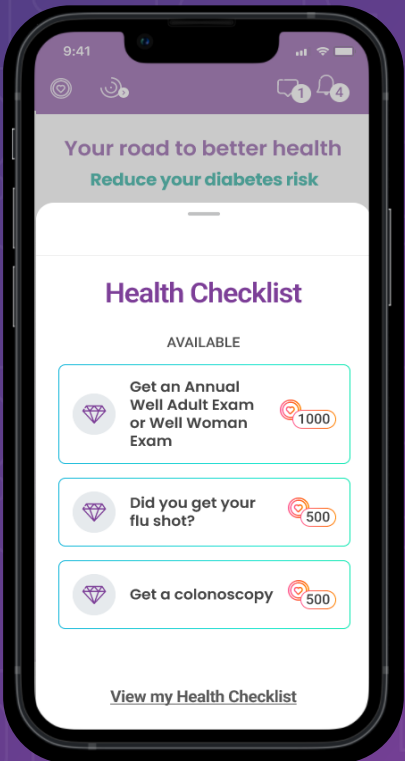 9:41
1
4
Your road to better health
Reduce your diabetes risk
Health Checklist
AVAILABLE
Get an Annual
Well Adult Exam
or Well Woman
Exam
1000
Did you get your
flu shot?
500
Get a colonoscopy
500
View my Health Checklist